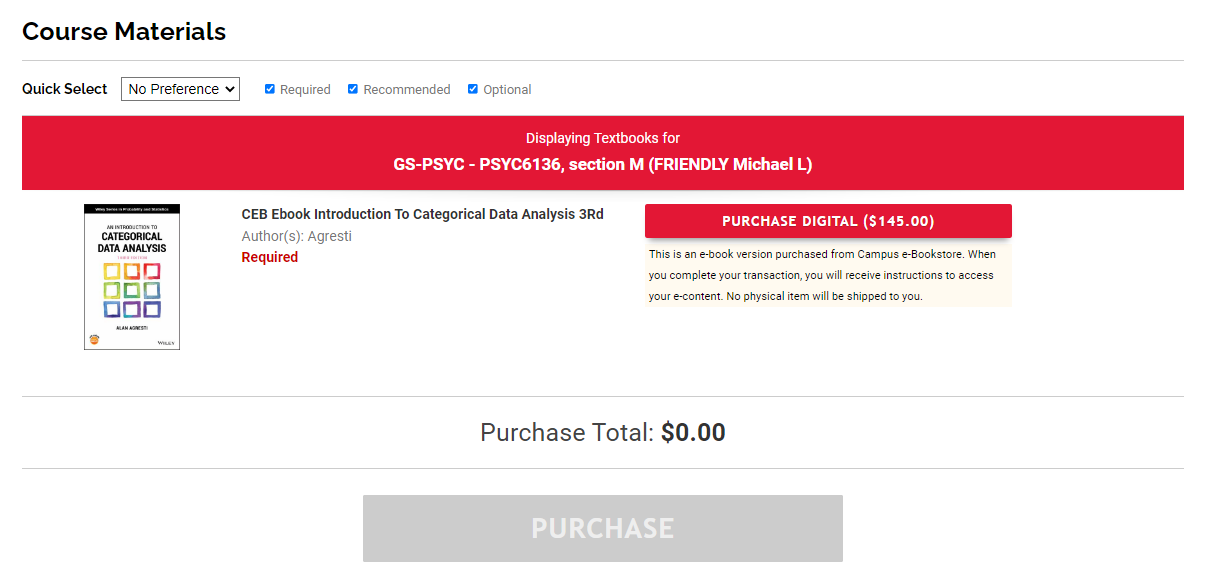 Course Materials
Quick Select No Preference Required Recommended Optional
Displaying Textbooks for
GS-PSYC - PSYC6136, section M (FRIENDLY Michael L)
Wiley Series in Probability and Statistics
AN INTRODUCTION TO
CATEGORICAL
DATA ANALYSIS
THIRD EDITION
ALAN AGRESTI
WILEY
CEB Ebook Introduction To Categorical Data Analysis 3Rd
Author(s): Agresti
Required
PURCHASE DIGITAL ($145.00)
This is an e-book version purchased from Campus e-Bookstore. When
you complete your transaction, you will receive instructions to access
your e-content. No physical item will be shipped to you.
Purchase Total: $0.00
PURCHASE